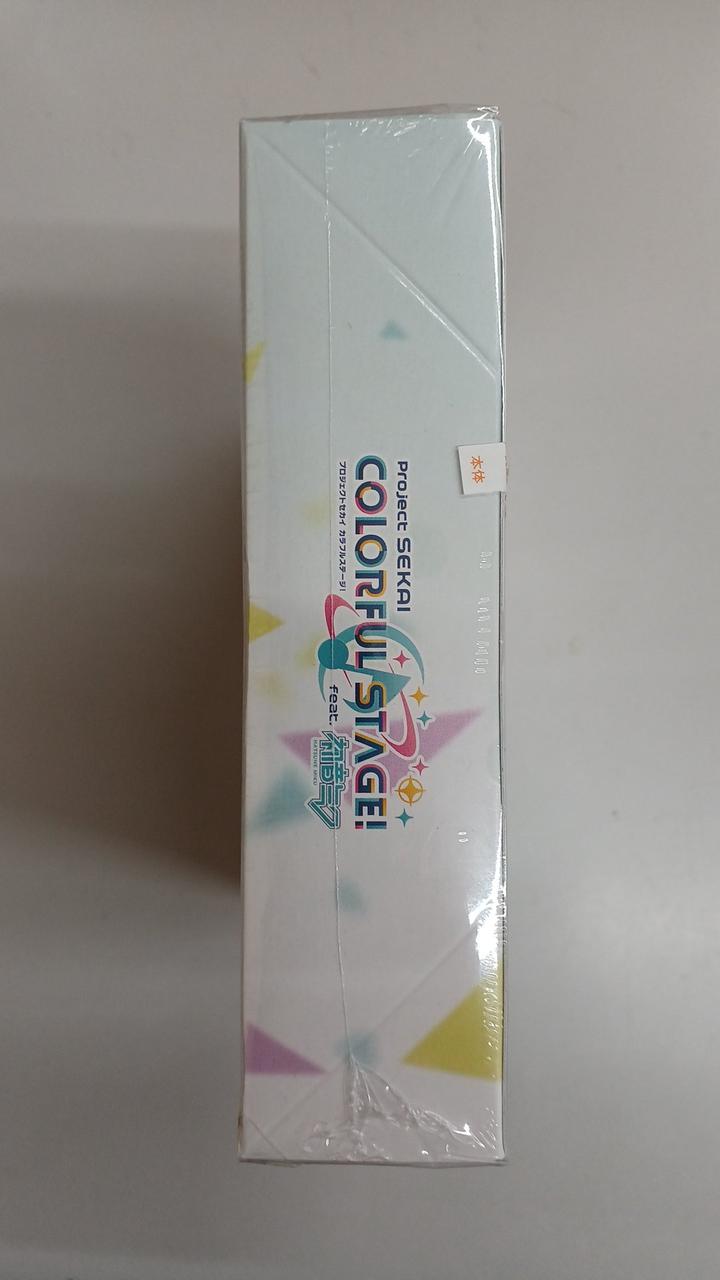 プロジェクトセカイ カラフルステージ!
Project SEKAI
COLORFUL STAGE!
feat. 初音ミク
HATSUNE MIKU
本体